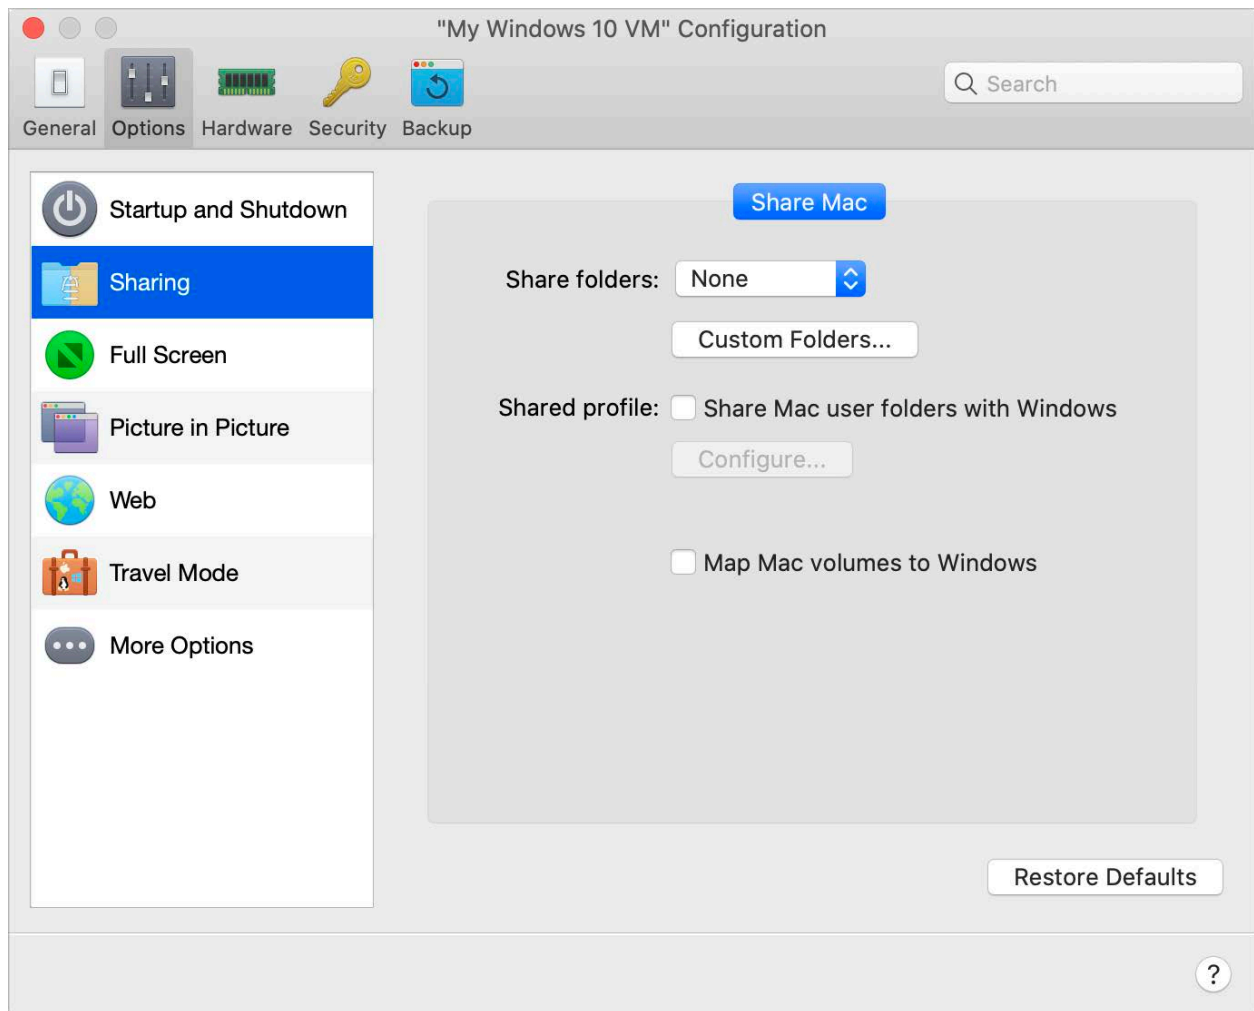 "My Windows 10 VM" Configuration
General Options Hardware Security Backup
Search
Startup and Shutdown
Sharing
Full Screen
Picture in Picture
Web
Travel Mode
More Options
Share Mac
Share folders: None
Custom Folders...
Shared profile: Share Mac user folders with Windows
Configure...
Map Mac volumes to Windows
Restore Defaults
?